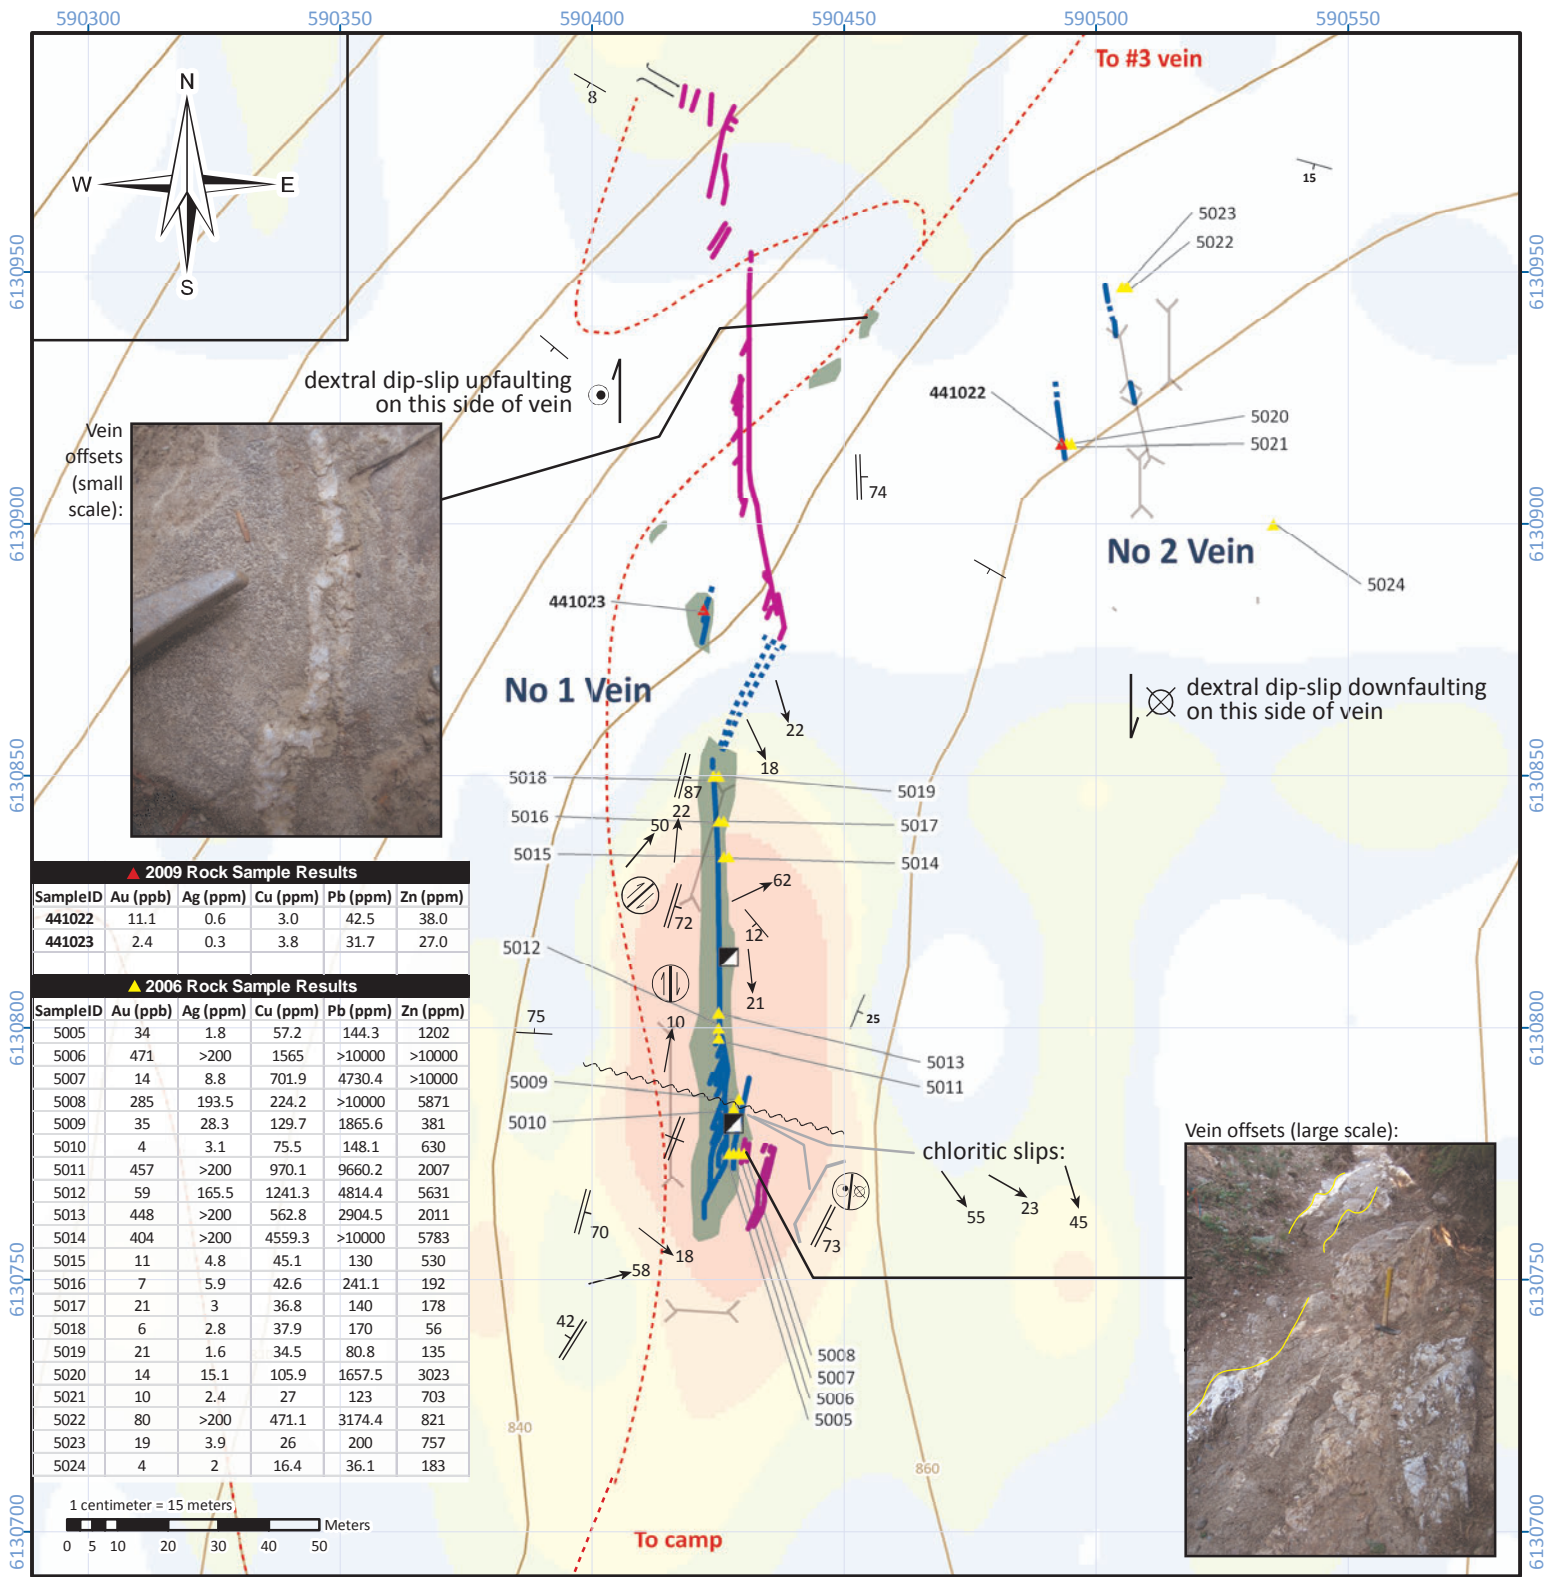 590300 590350 590400 590450 590500 590550
To #3 vein
N
W E
S
8
15
6130950
6130950
5023
5022
dextral dip-slip upfaulting
on this side of vein
Vein
offsets
(small
scale):
441022
5020
5021
74
6130900
6130900
No 2 Vein
5024
441023
No 1 Vein
dextral dip-slip downfaulting
on this side of vein
22
18
6130850
6130850
5018
87
5019
22
5016
50
5017
5015
5014
62
72
12
5012
21
75
25
10
6130800
6130800
5013
5011
5009
5010
chloritic slips:
55
23
45
Vein offsets (large scale):
70
73
18
58
6130750
6130750
42
5008
5007
5006
5005
840
860
6130700
6130700
To camp
2009 Rock Sample Results
SampleID Au (ppb) Ag (ppm) Cu (ppm) Pb (ppm) Zn (ppm)
441022 11.1 0.6 3.0 42.5 38.0
441023 2.4 0.3 3.8 31.7 27.0
2006 Rock Sample Results
SampleID Au (ppb) Ag (ppm) Cu (ppm) Pb (ppm) Zn (ppm)
5005 34 1.8 57.2 144.3 1202
5006 471 >200 1565 >10000 >10000
5007 14 8.8 701.9 4730.4 >10000
5008 285 193.5 224.2 >10000 5871
5009 35 28.3 129.7 1865.6 381
5010 4 3.1 75.5 148.1 630
5011 457 >200 970.1 9660.2 2007
5012 59 165.5 1241.3 4814.4 5631
5013 448 >200 562.8 2904.5 2011
5014 404 >200 4559.3 >10000 5783
5015 11 4.8 45.1 130 530
5016 7 5.9 42.6 241.1 192
5017 21 3 36.8 140 178
5018 6 2.8 37.9 170 56
5019 21 1.6 34.5 80.8 135
5020 14 15.1 105.9 1657.5 3023
5021 10 2.4 27 123 703
5022 80 >200 471.1 3174.4 821
5023 19 3.9 26 200 757
5024 4 2 16.4 36.1 183
1 centimeter = 15 meters
Meters
0 5 10 20 30 40 50